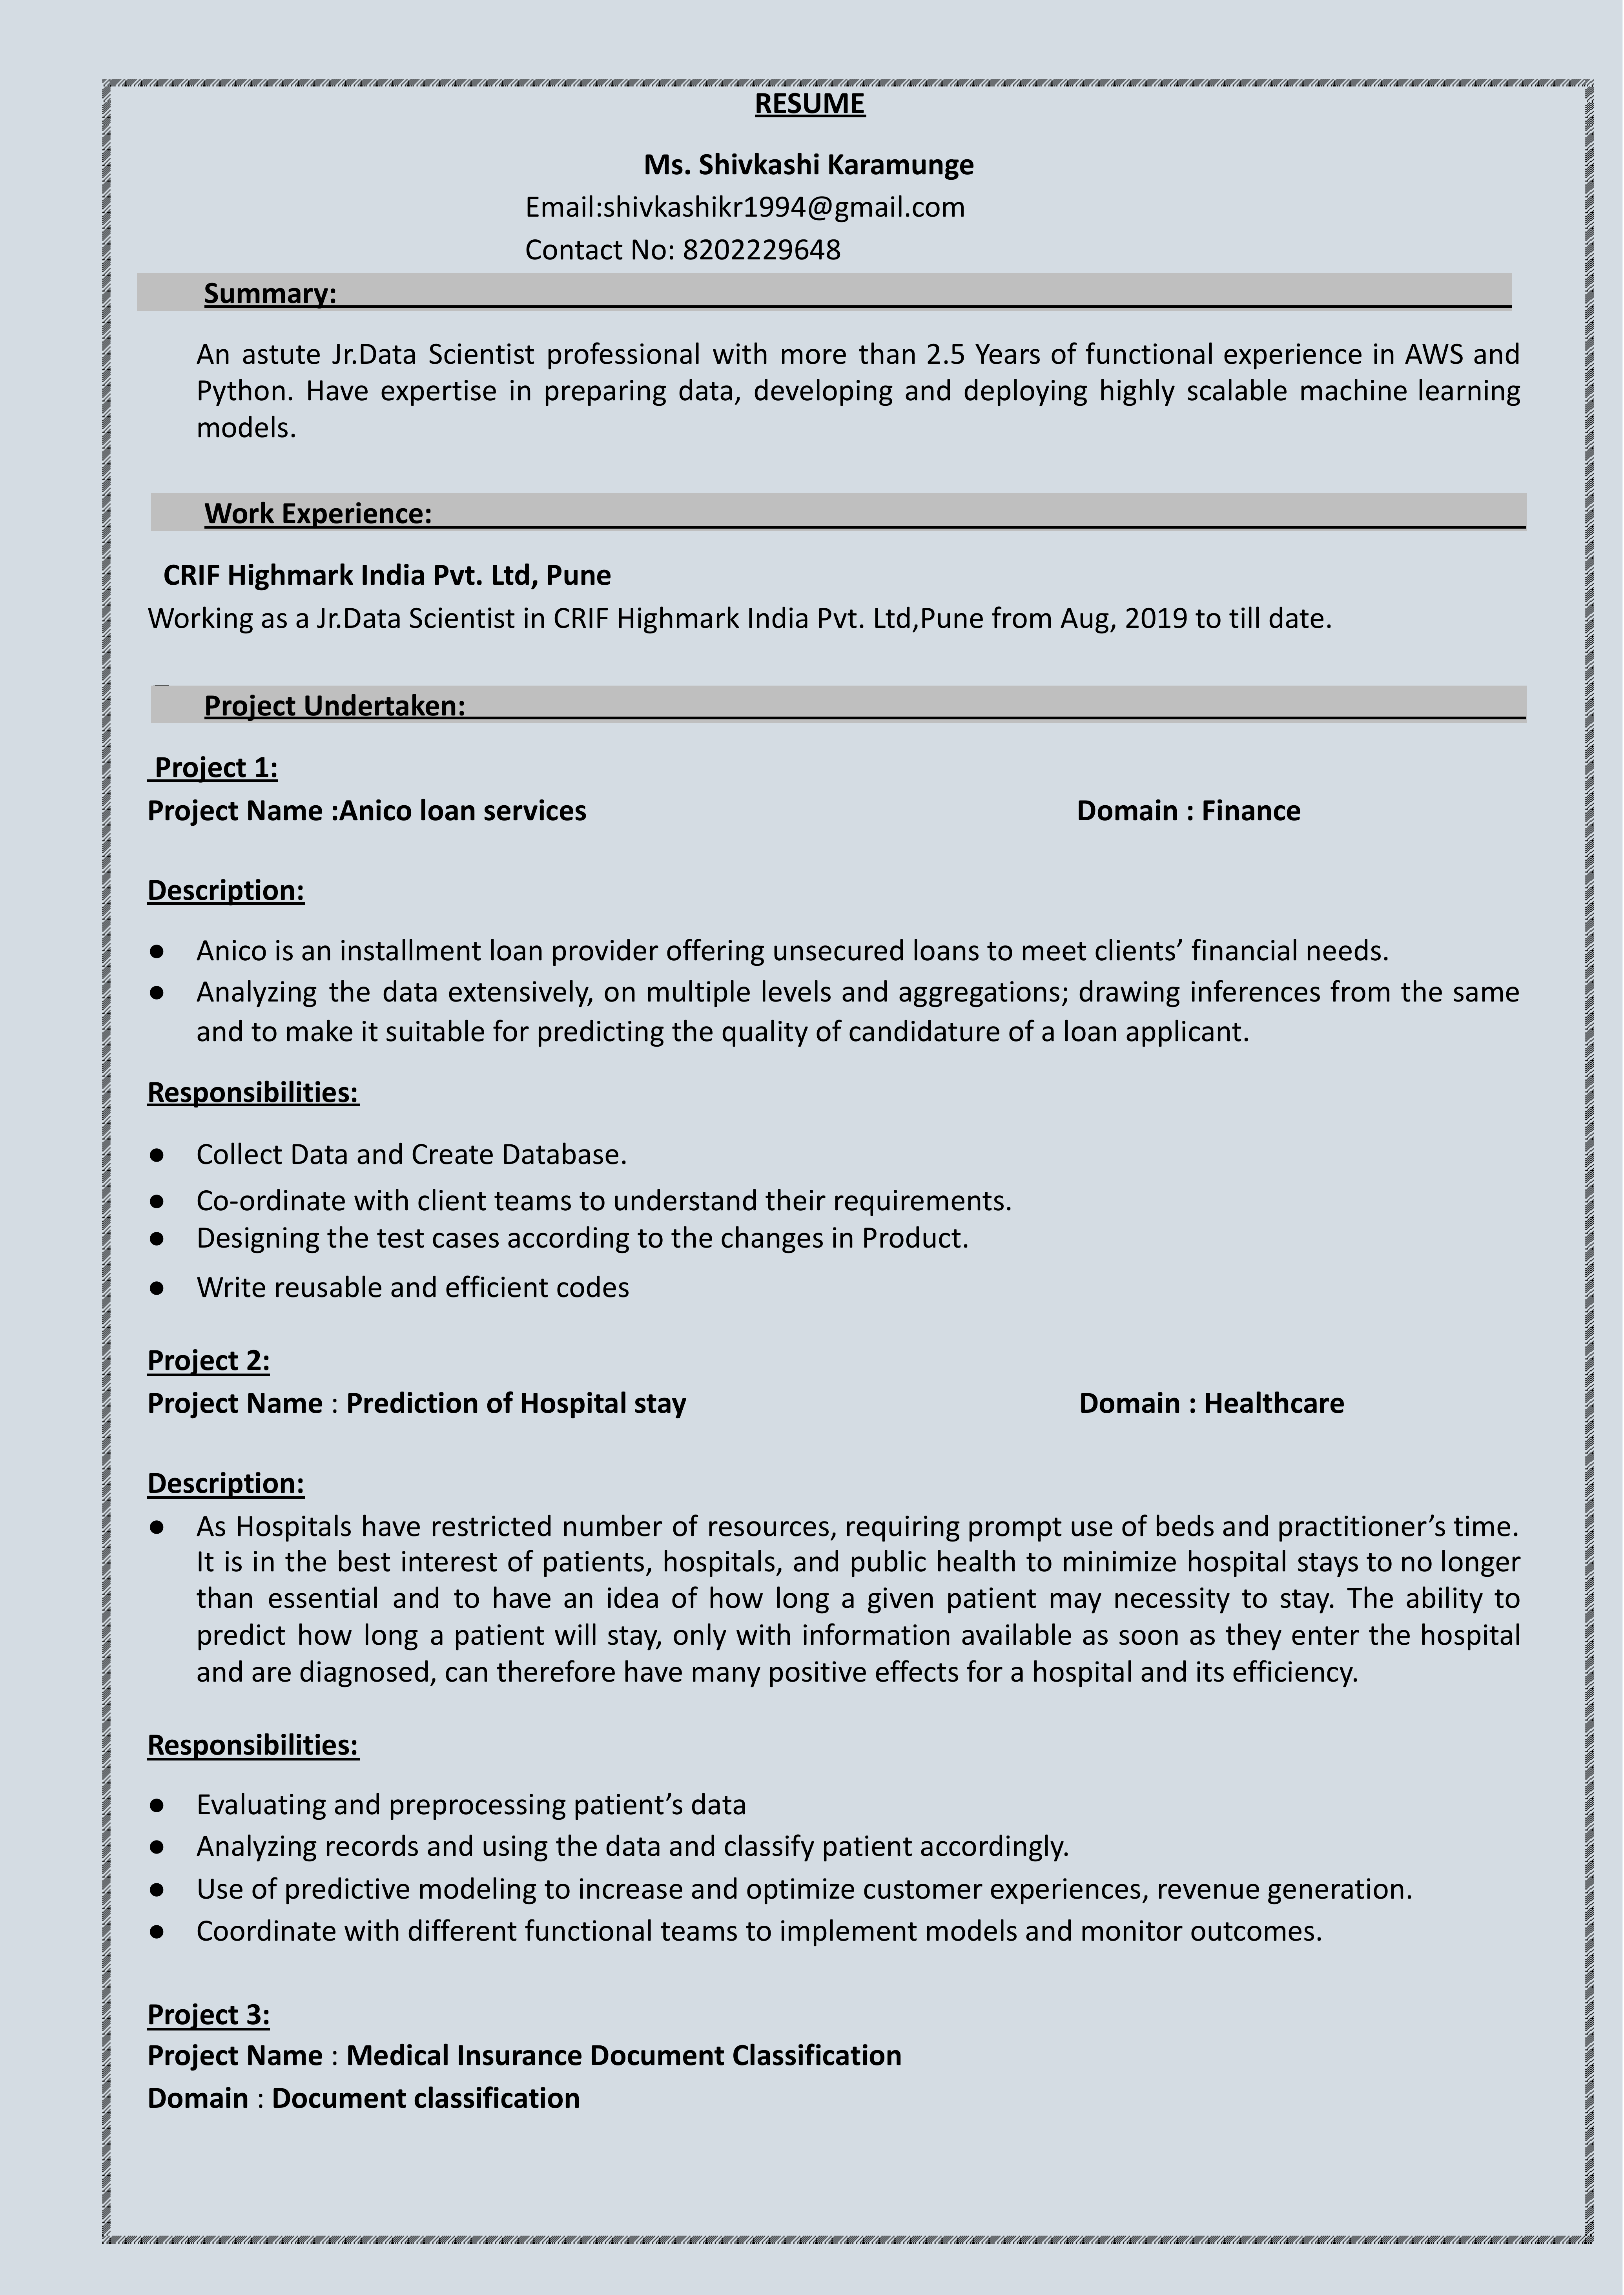 RESUME
Ms. Shivkashi Karamunge
Email:shivkashikr1994@gmail.com
Contact No: 8202229648
Summary:
An astute Jr.Data Scientist professional with more than 2.5 Years of functional experience in AWS and
Python. Have expertise in preparing data, developing and deploying highly scalable machine learning
models.
Work Experience:
CRIF Highmark India Pvt. Ltd, Pune
Working as a Jr.Data Scientist in CRIF Highmark India Pvt. Ltd,Pune from Aug, 2019 to till date.
Project Undertaken:
Project 1:
Project Name :Anico loan services Domain : Finance
Description:
● Anico is an installment loan provider offering unsecured loans to meet clients’ financial needs.
● Analyzing the data extensively, on multiple levels and aggregations; drawing inferences from the same
and to make it suitable for predicting the quality of candidature of a loan applicant.
Responsibilities:
● Collect Data and Create Database.
● Co-ordinate with client teams to understand their requirements.
● Designing the test cases according to the changes in Product.
● Write reusable and efficient codes
Project 2:
Project Name : Prediction of Hospital stay Domain : Healthcare
Description:
● As Hospitals have restricted number of resources, requiring prompt use of beds and practitioner’s time.
It is in the best interest of patients, hospitals, and public health to minimize hospital stays to no longer
than essential and to have an idea of how long a given patient may necessity to stay. The ability to
predict how long a patient will stay, only with information available as soon as they enter the hospital
and are diagnosed, can therefore have many positive effects for a hospital and its efficiency.
Responsibilities:
● Evaluating and preprocessing patient’s data
● Analyzing records and using the data and classify patient accordingly.
● Use of predictive modeling to increase and optimize customer experiences, revenue generation.
● Coordinate with different functional teams to implement models and monitor outcomes.
Project 3:
Project Name : Medical Insurance Document Classification
Domain : Document classification